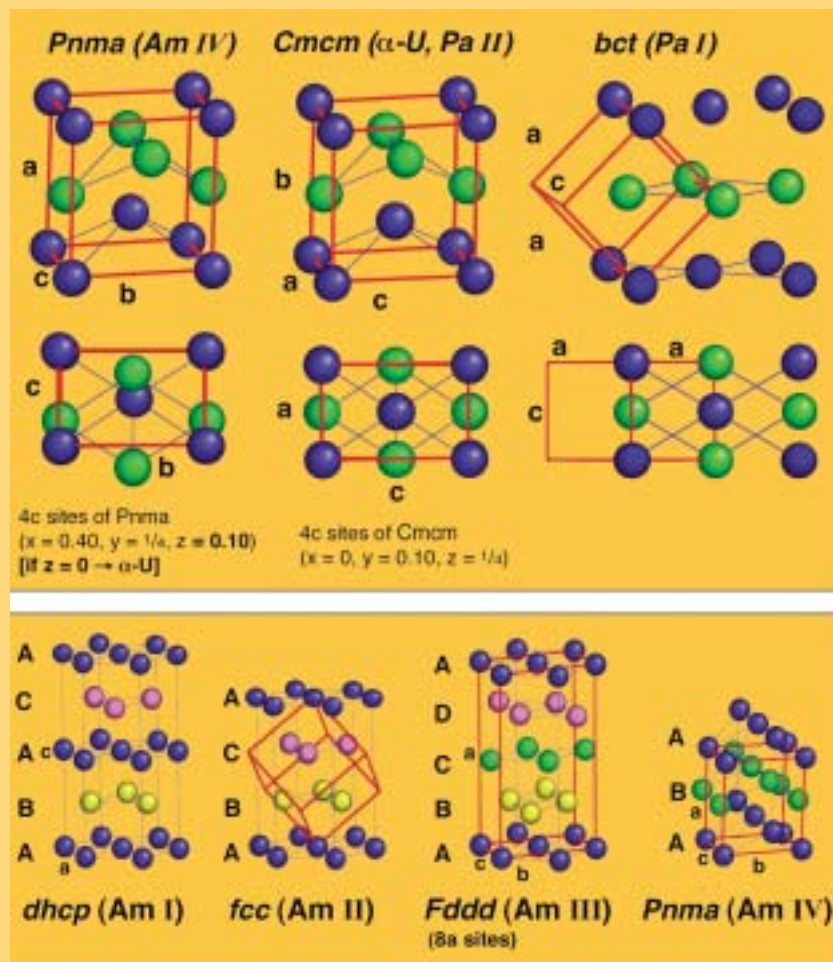 Pnma (Am IV) Cmcm (α-U, Pa II) bct (Pa I)
a b a
c
a
c b a c
c a a a
c
b c
4c sites of Pnma
(x = 0.40, y = 1/4, z = 0.10)
[if z = 0 → α-U]
4c sites of Cmcm
(x = 0, y = 0.10, z = 1/4)
A A A
C D
A c C a C A
B B B B a
A a A A c b A c b
dhcp (Am I) fcc (Am II) Fddd (Am III) Pnma (Am IV)
(8a sites)